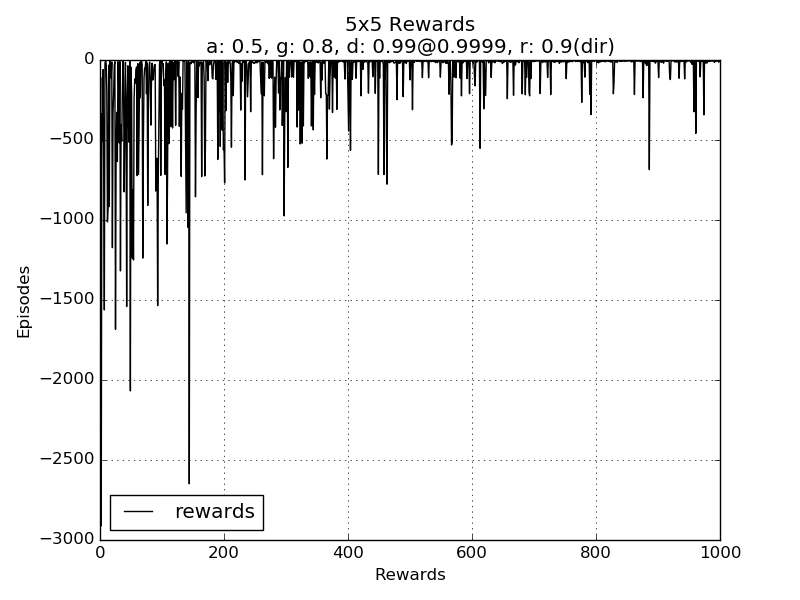 5x5 Rewards
a: 0.5, g: 0.8, d: 0.99@0.9999, r: 0.9(dir)
0
−500
−1000
−1500
−2000
−2500
−3000
Episodes
rewards
0 200 400 600 800 1000
Rewards